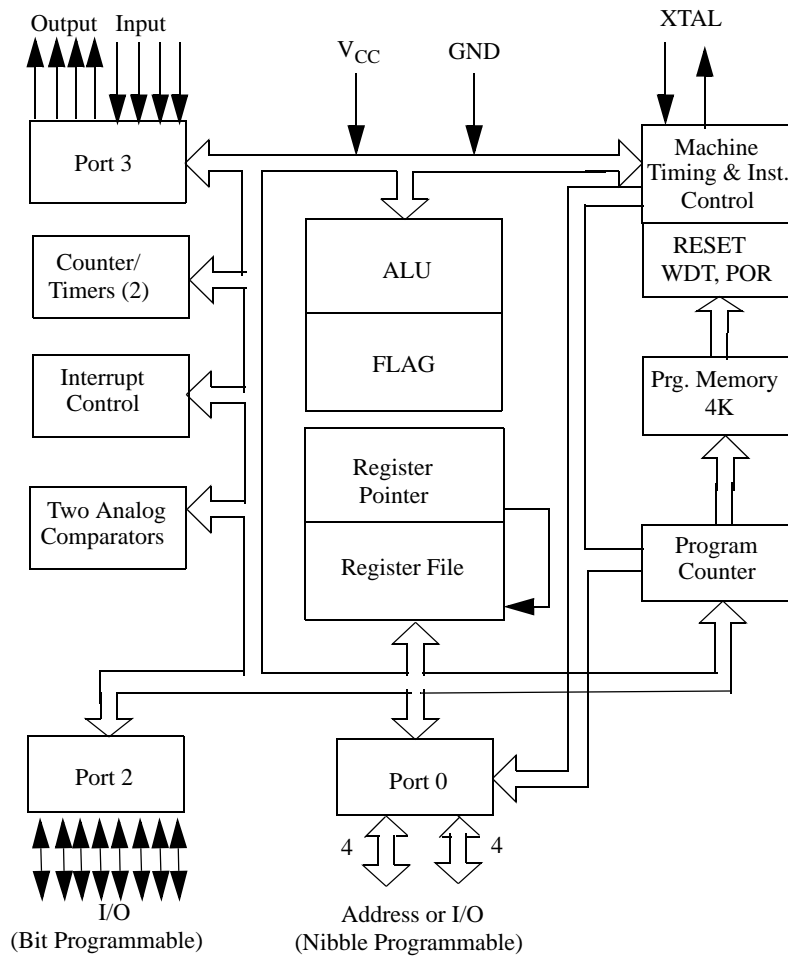 Output
Input
VCC
GND
XTAL
Port 3
Machine
Timing & Inst.
Control
RESET
WDT, POR
Counter/
Timers (2)
ALU
FLAG
Interrupt
Control
Prg. Memory
4K
Register
Pointer
Two Analog
Comparators
Register File
Program
Counter
Port 2
Port 0
4
4
I/O
(Bit Programmable)
Address or I/O
(Nibble Programmable)